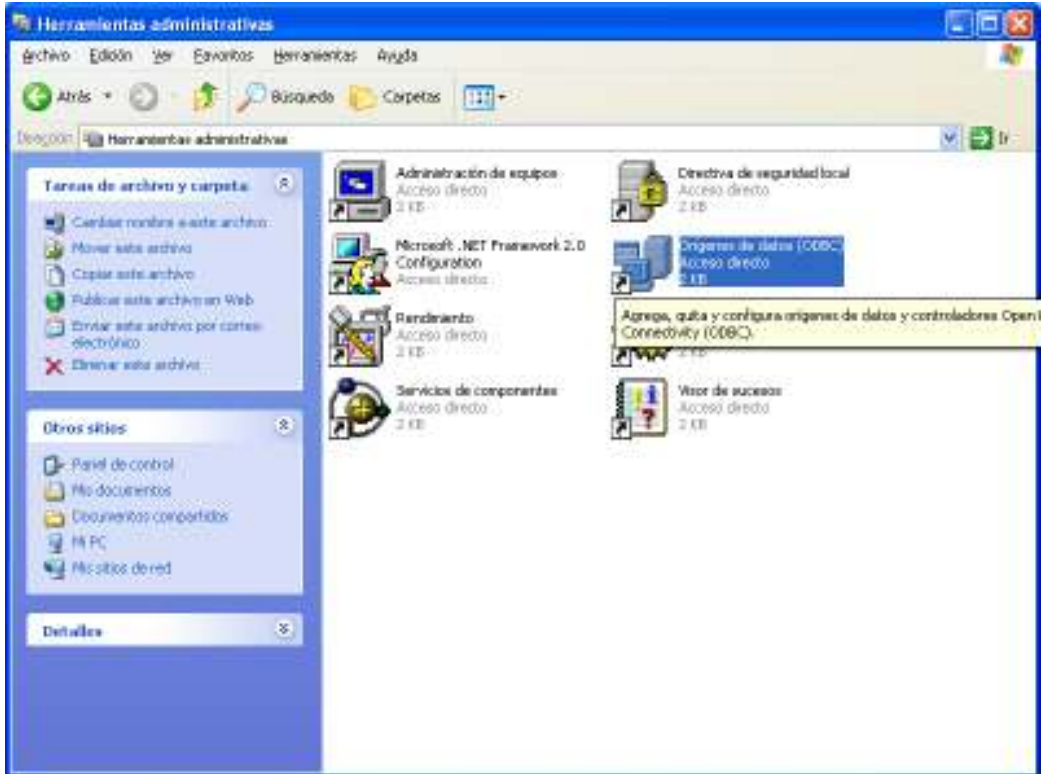 Herramientas administrativas
Archivo Edición Ver Favoritos Herramientas Ayuda
Atrás Búsqueda Carpetas
Dirección Herramientas administrativas Ir
Tareas de archivo y carpeta
Cambiar nombre a este archivo
Mover este archivo
Copiar este archivo
Publicar este archivo en Web
Enviar este archivo por correo
electrónico
Eliminar este archivo
Otros sitios
Panel de control
Mis documentos
Documentos compartidos
Mi PC
Mis sitios de red
Detalles
Administración de equipos
Acceso directo
2 KB
Directiva de seguridad local
Acceso directo
2 KB
Microsoft .NET Framework 2.0
Configuration
Acceso directo
Orígenes de datos (ODBC)
Acceso directo
2 KB
Agrega, quita y configura orígenes de datos y controladores Open
Connectivity (ODBC).
Rendimiento
Acceso directo
2 KB
2 KB
Servicios de componentes
Acceso directo
2 KB
Visor de sucesos
Acceso directo
2 KB